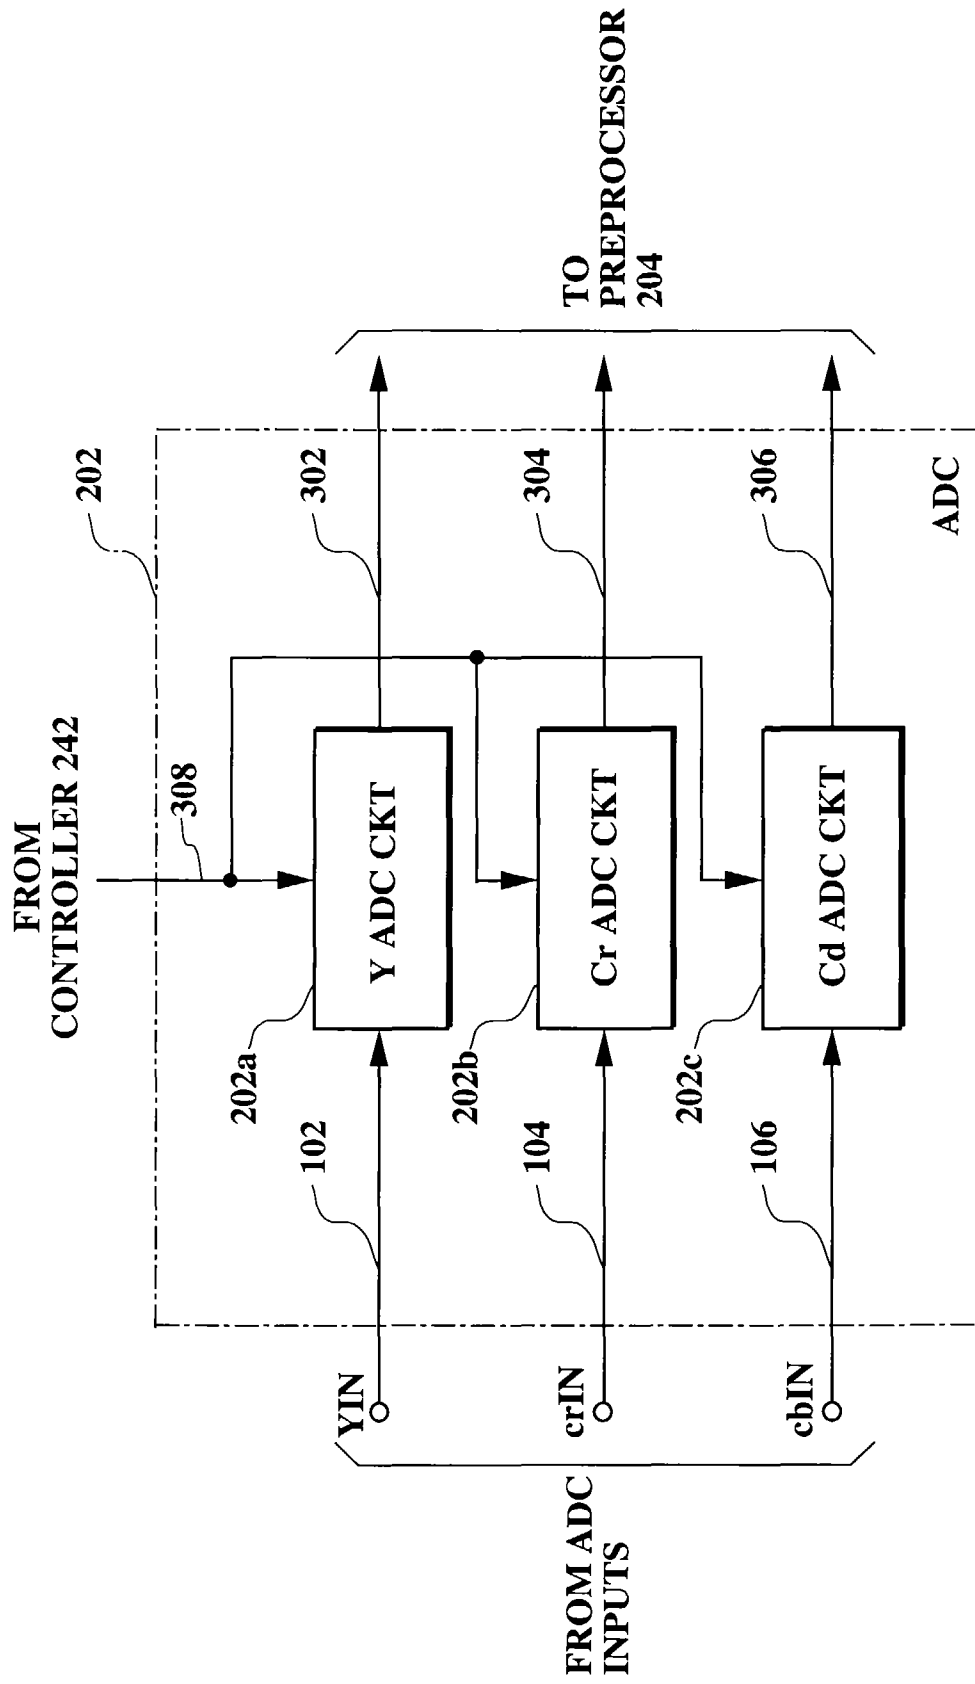 FROM
CONTROLLER 242
308
202
YIN
102
202a
Y ADC CKT
302
crIN
104
202b
Cr ADC CKT
304
cbIN
106
202c
Cd ADC CKT
306
ADC
FROM ADC
INPUTS
TO
PREPROCESSOR
204